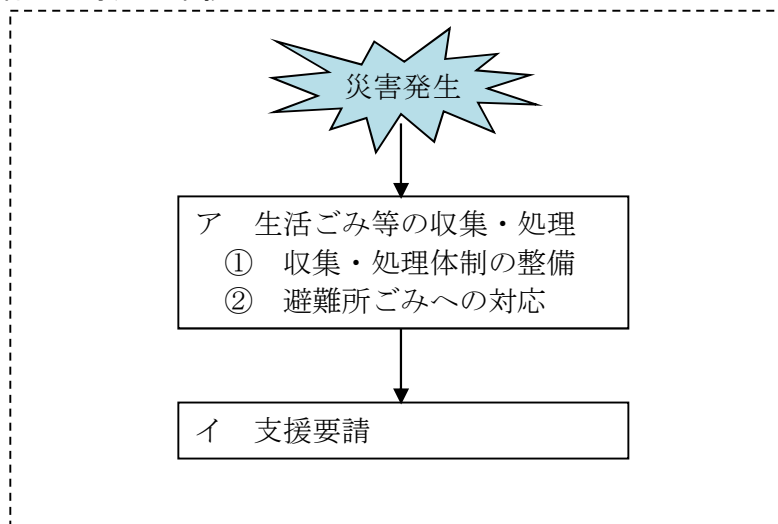 災害発生
ア　生活ごみ等の収集・処理
①　収集・処理体制の整備
②　避難所ごみへの対応
イ　支援要請